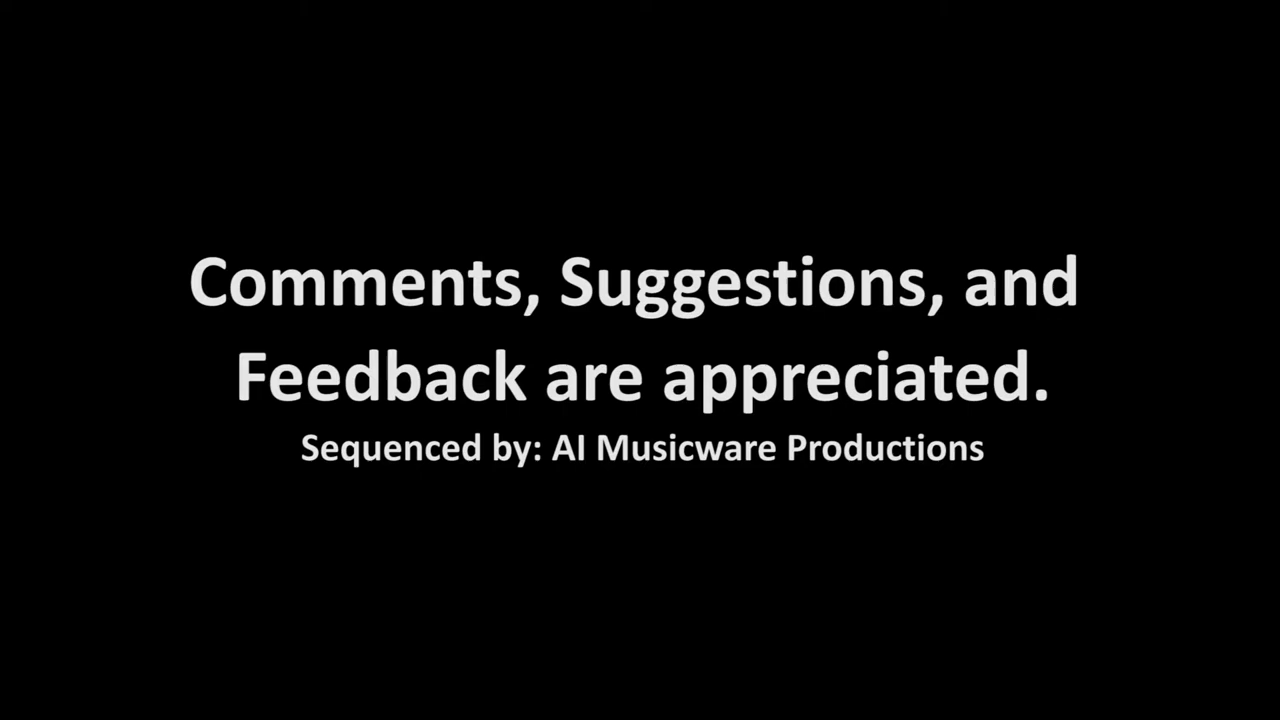 Comments, Suggestions, and
Feedback are appreciated.
Sequenced by: AI Musicware Productions